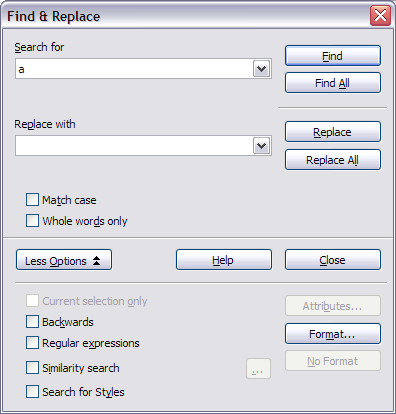 Find & Replace
Search for
Find
a
Find All
Replace with
Replace
Replace All
Match case
Whole words only
Less Options
Help
Close
Current selection only
Attributes...
Backwards
Format...
Regular expressions
No Format
Similarity search
...
Search for Styles